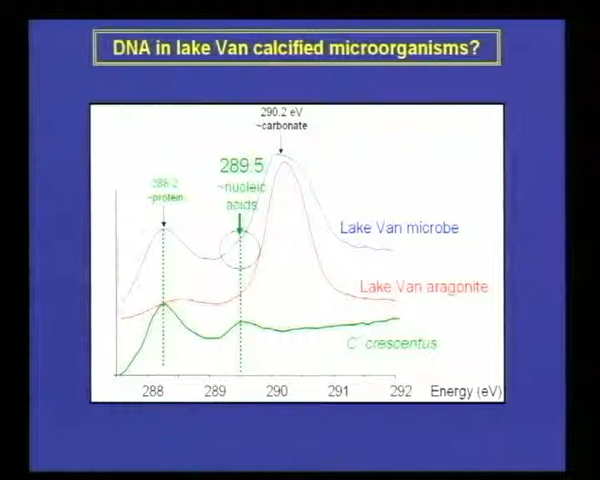 DNA in lake Van calcified microorganisms?
290.2 eV
~carbonate
289.5
~nucleic
acids
288.2
~protein
Lake Van microbe
Lake Van aragonite
C crescentus
288 289 290 291 292 Energy (eV)